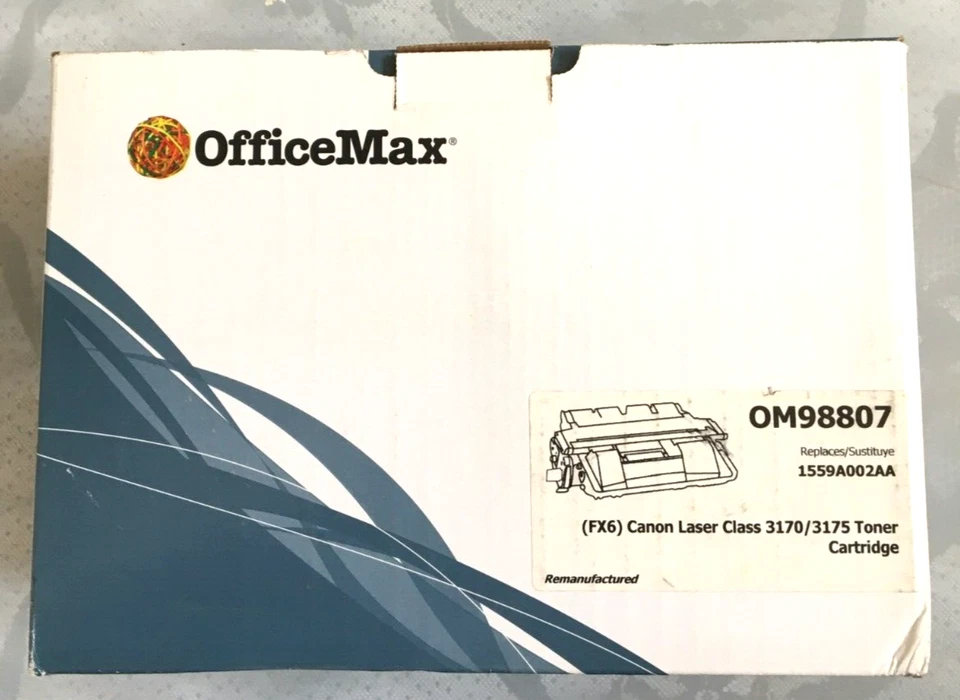 OfficeMax®
OM98807
Replaces/Sustituye
1559A002AA
(FX6) Canon Laser Class 3170/3175 Toner
Cartridge
Remanufactured